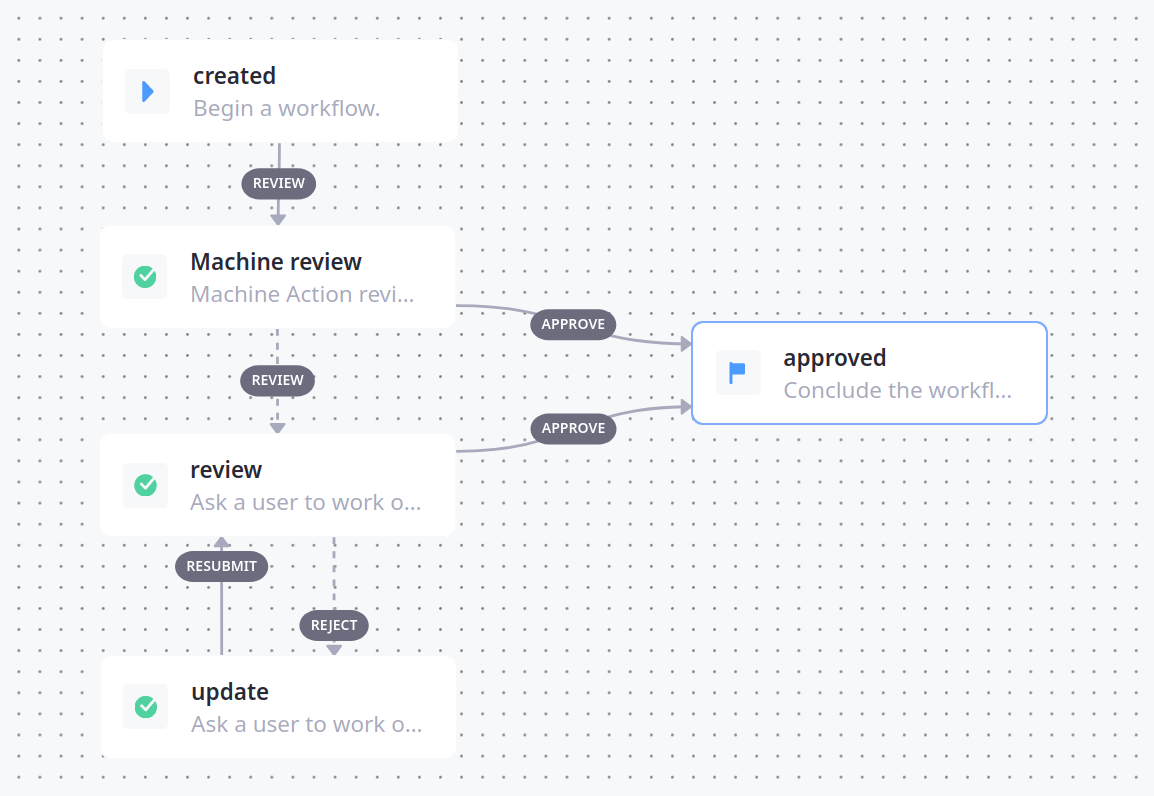 created
Begin a workflow.
REVIEW
Machine review
Machine Action revi...
APPROVE
approved
Conclude the workfl...
REVIEW
APPROVE
review
Ask a user to work o...
RESUBMIT
REJECT
update
Ask a user to work o...